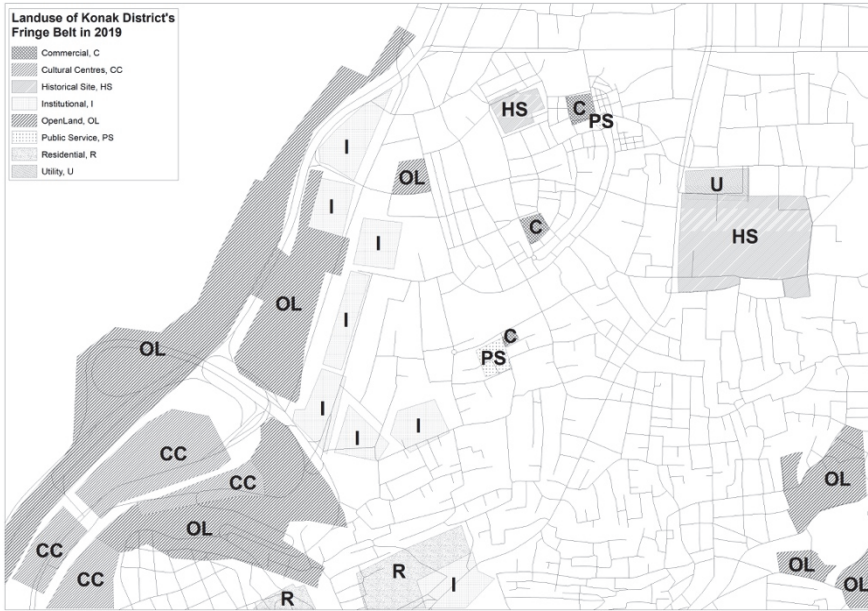 Landuse of Konak District's
Fringe Belt in 2019
Commercial, C
Cultural Centres, CC
Historical Site, HS
Institutional, I
OpenLand, OL
Public Service, PS
Residential, R
Utility, U
HS
C
PS
I
OL
U
I
C
HS
I
OL
I
C
OL
PS
I
I
I
CC
CC
OL
OL
CC
CC
R
I
R
OL
OL